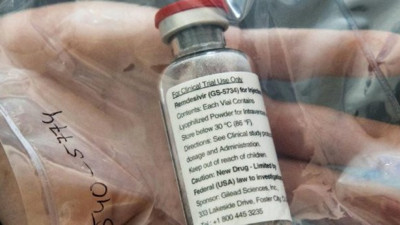 For Clinical Trial Use Only
Remdesivir (GS-5734) for Injection
Contents: Each Vial Contains
Lyophilized Powder for Intravenous
Store below 30 °C (86 °F)
Directions: See Clinical study protocol
dosage and Administration.
Keep out of reach of children.
Caution: New Drug - Limited by
Federal (USA) law to investigational
Sponsor: Gilead Sciences, Inc.
333 Lakeside Drive, Foster City C
Tel: +1 800 445 3235